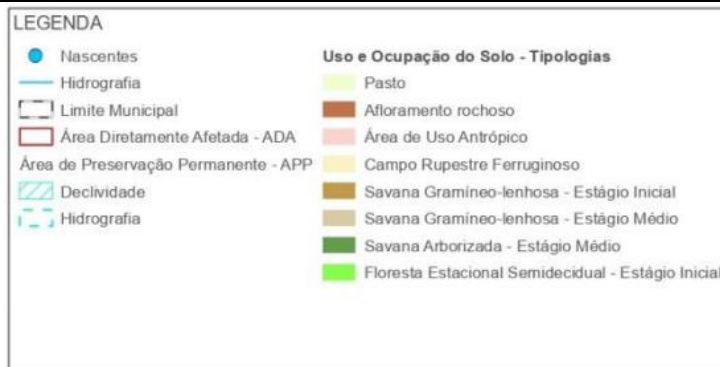 LEGENDA
Nascentes
Hidrografia
Limite Municipal
Área Diretamente Afetada - ADA
Área de Preservação Permanente - APP
Declividade
Hidrografia
Uso e Ocupação do Solo - Tipologias
Pasto
Afloramento rochoso
Área de Uso Antrópico
Campo Rupestre Ferruginoso
Savana Gramíneo-lenhosa - Estágio Inicial
Savana Gramíneo-lenhosa - Estágio Médio
Savana Arborizada - Estágio Médio
Floresta Estacional Semidecidual - Estágio Inicial